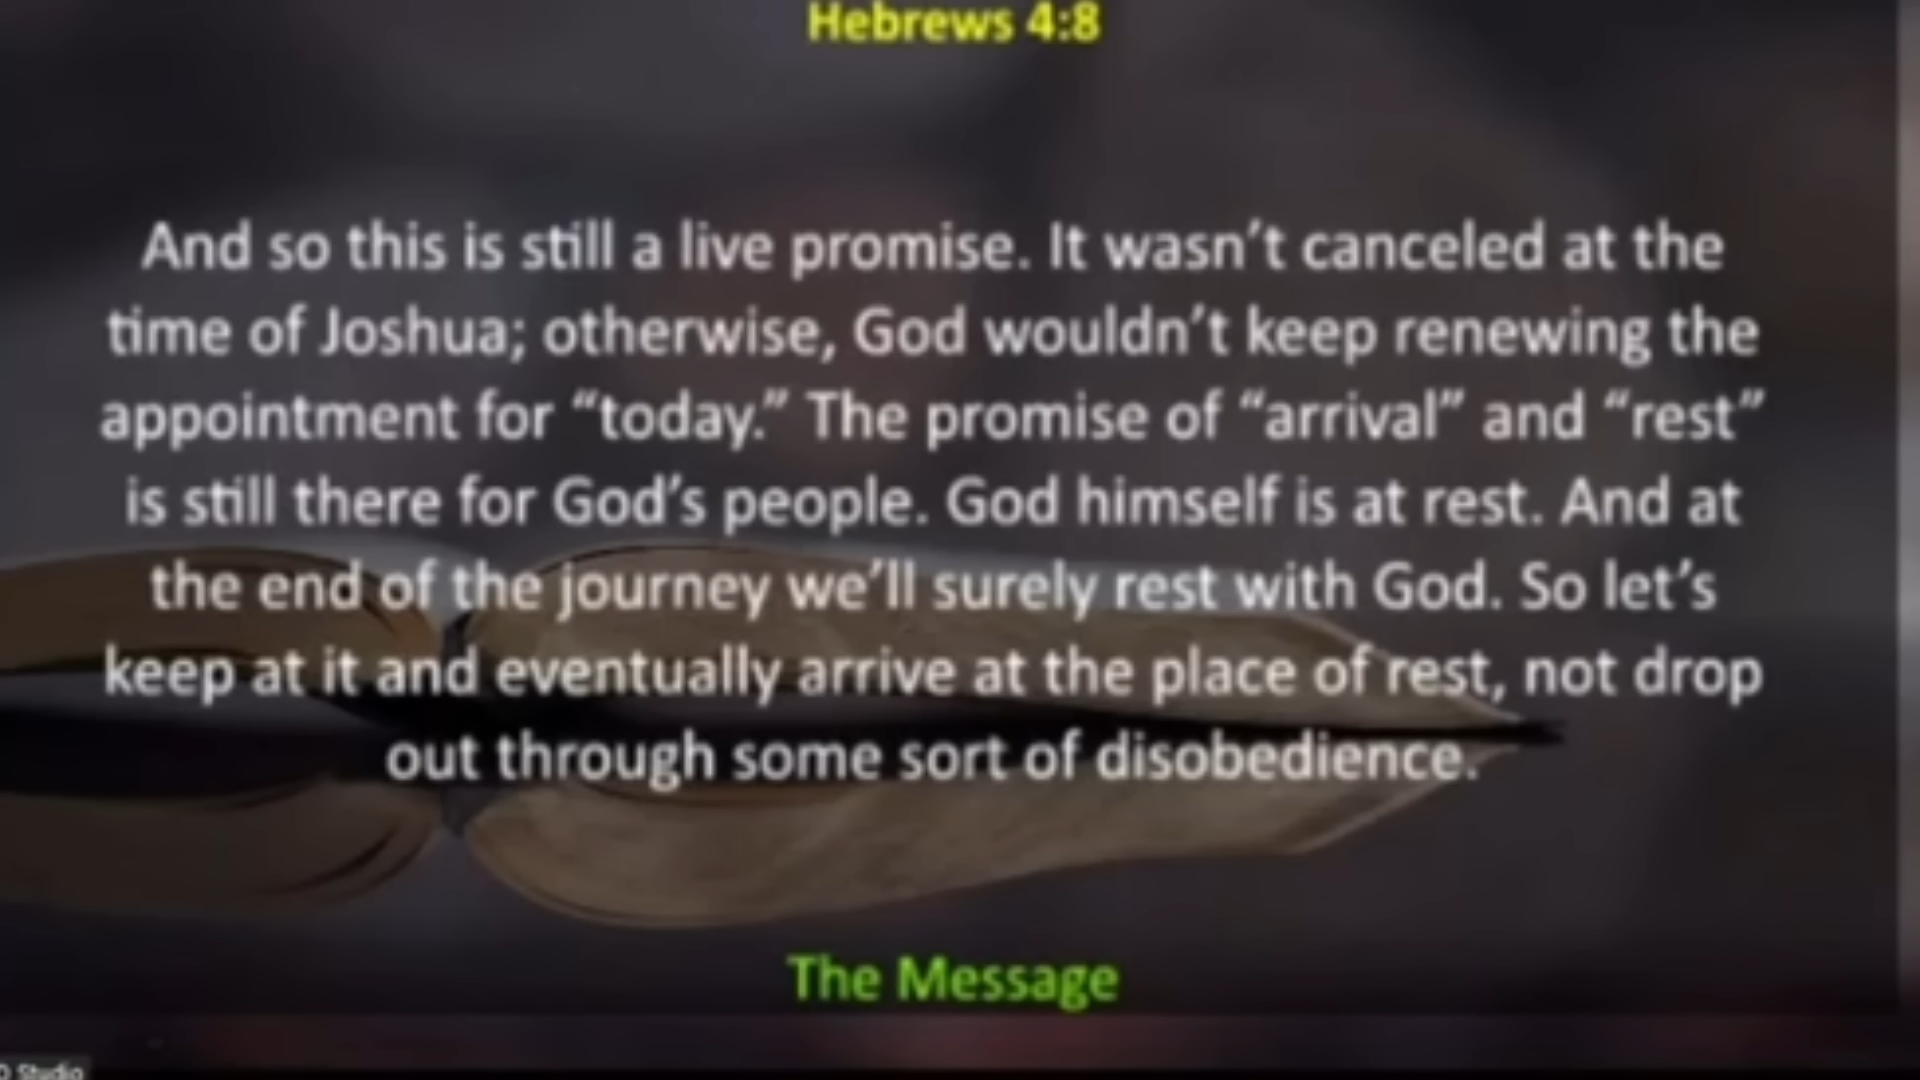 Hebrews 4:8
And so this is still a live promise. It wasn’t canceled at the
time of Joshua; otherwise, God wouldn’t keep renewing the
appointment for “today.” The promise of “arrival” and “rest”
is still there for God’s people. God himself is at rest. And at
the end of the journey we’ll surely rest with God. So let’s
keep at it and eventually arrive at the place of rest, not drop
out through some sort of disobedience.
The Message
Studio